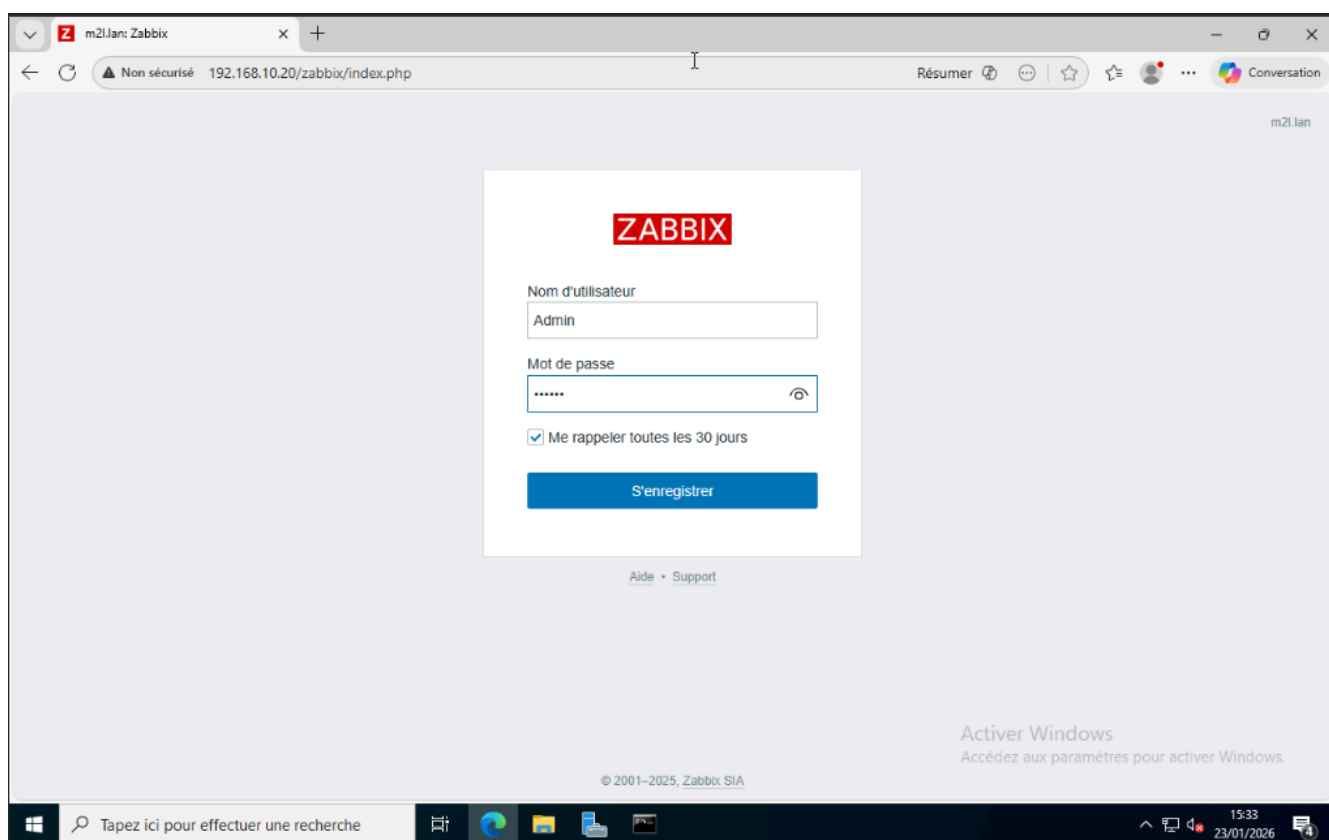 Z m2l.lan: Zabbix
Non sécurisé 192.168.10.20/zabbix/index.php Résumer Conversation
m2l.lan
ZABBIX
Nom d'utilisateur
Admin
Mot de passe
••••••
Me rappeler toutes les 30 jours
S'enregistrer
Aide • Support
Activer Windows
Accédez aux paramètres pour activer Windows.
© 2001–2025, Zabbix SIA
Tapez ici pour effectuer une recherche
15:33
23/01/2026
4